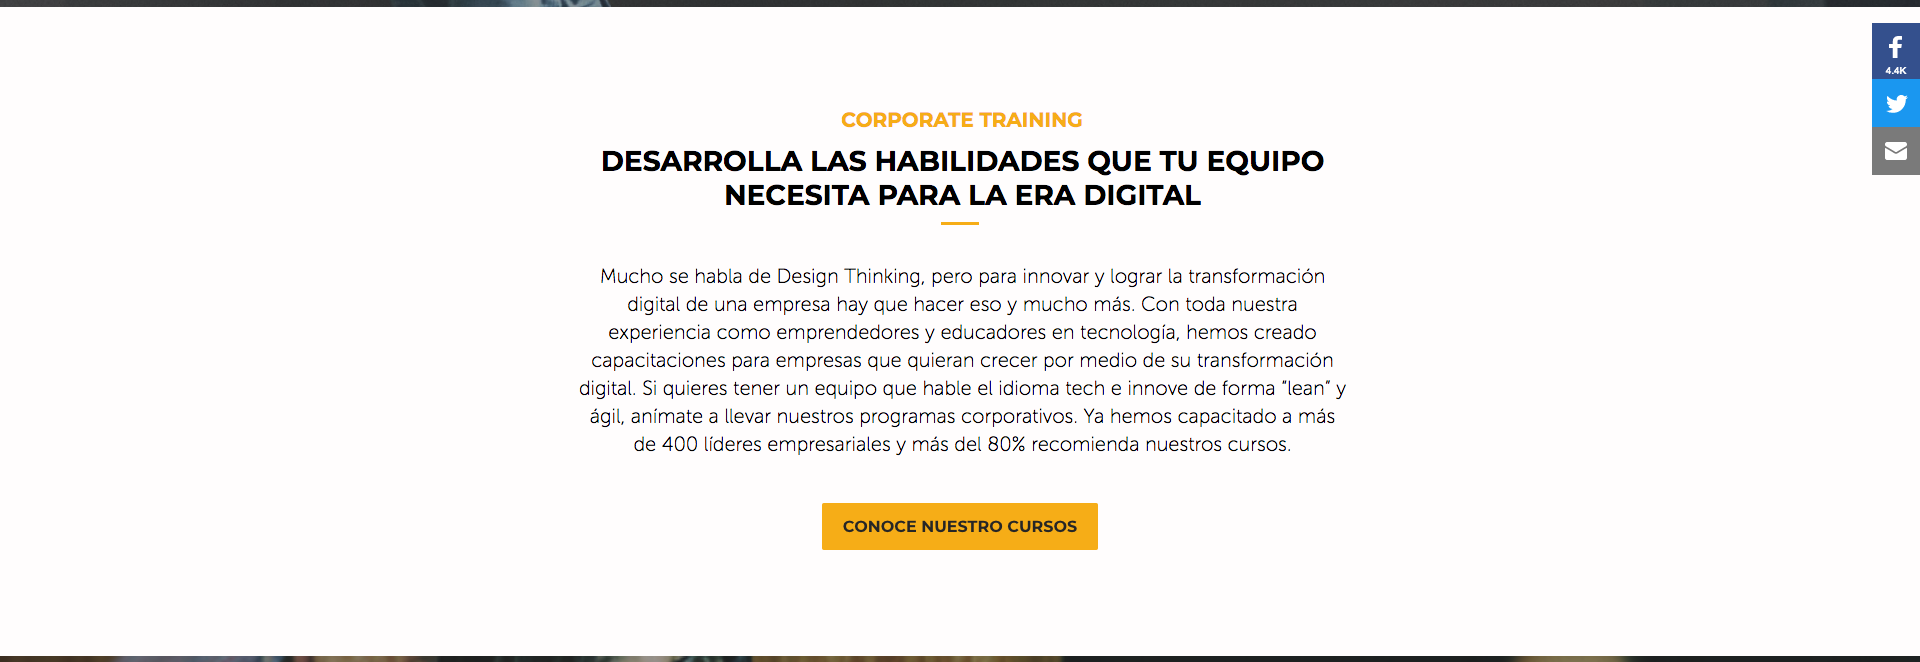 4.4K
CORPORATE TRAINING
DESARROLLA LAS HABILIDADES QUE TU EQUIPO
NECESITA PARA LA ERA DIGITAL
Mucho se habla de Design Thinking, pero para innovar y lograr la transformación
digital de una empresa hay que hacer eso y mucho más. Con toda nuestra
experiencia como emprendedores y educadores en tecnología, hemos creado
capacitaciones para empresas que quieran crecer por medio de su transformación
digital. Si quieres tener un equipo que hable el idioma tech e innove de forma "lean" y
ágil, anímate a llevar nuestros programas corporativos. Ya hemos capacitado a más
de 400 líderes empresariales y más del 80% recomienda nuestros cursos.
CONOCE NUESTRO CURSOS